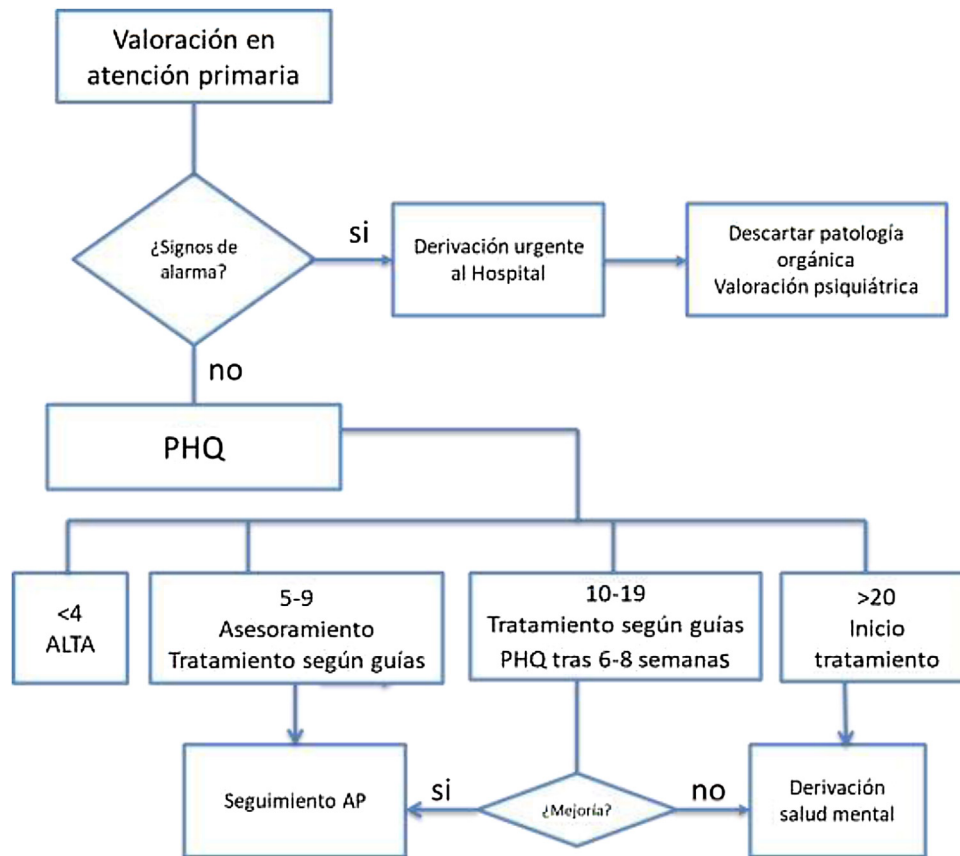 Valoración en
atención primaria
¿Signos de
alarma?
si
Derivación urgente
al Hospital
Descartar patología
orgánica
Valoración psiquiátrica
no
PHQ
<4
ALTA
5-9
Asesoramiento
Tratamiento según guías
10-19
Tratamiento según guías
PHQ tras 6-8 semanas
>20
Inicio
tratamiento
Seguimiento AP
si
¿Mejoría?
no
Derivación
salud mental